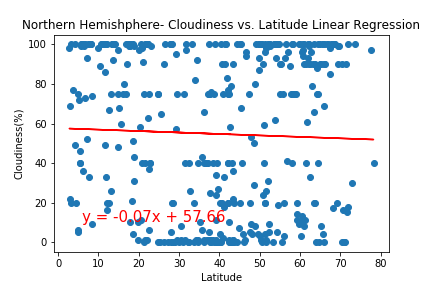 Northern Hemishphere- Cloudiness vs. Latitude Linear Regression
100
80
60
40
20
0
Cloudiness(%)
y = -0.07x + 57.66
0 10 20 30 40 50 60 70 80
Latitude